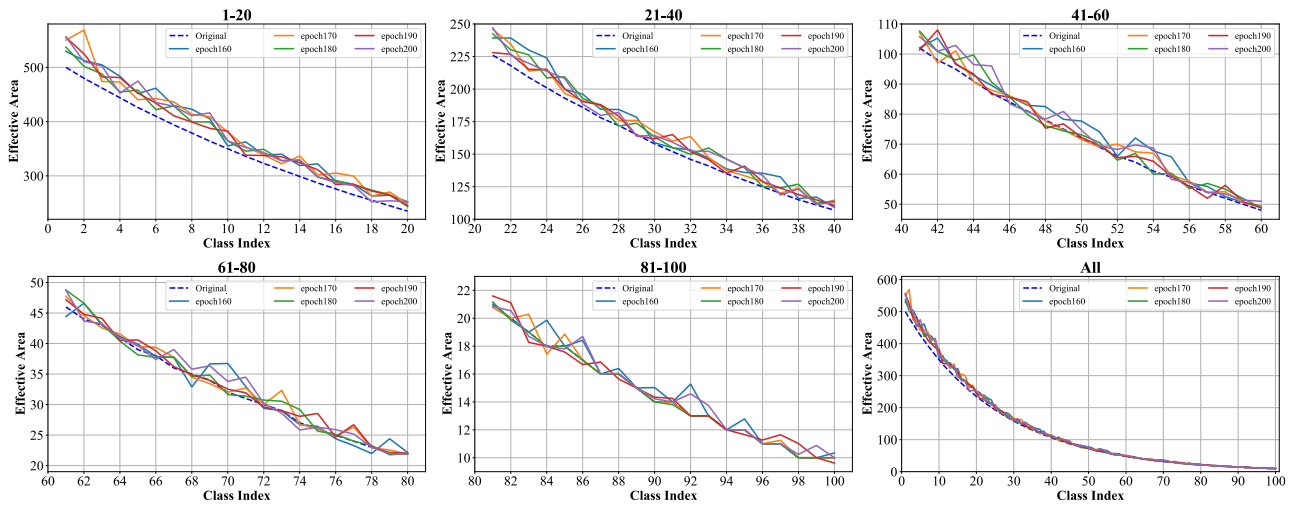 1-20
Effective Area
500
400
300
Original
epoch160
epoch170
epoch180
epoch190
epoch200
0 2 4 6 8 10 12 14 16 18 20
Class Index
21-40
Effective Area
250
225
200
175
150
125
100
Original
epoch160
epoch170
epoch180
epoch190
epoch200
20 22 24 26 28 30 32 34 36 38 40
Class Index
41-60
Effective Area
110
100
90
80
70
60
50
Original
epoch160
epoch170
epoch180
epoch190
epoch200
40 42 44 46 48 50 52 54 56 58 60
Class Index
61-80
Effective Area
50
45
40
35
30
25
20
Original
epoch160
epoch170
epoch180
epoch190
epoch200
60 62 64 66 68 70 72 74 76 78 80
Class Index
81-100
Effective Area
22
20
18
16
14
12
10
Original
epoch160
epoch170
epoch180
epoch190
epoch200
80 82 84 86 88 90 92 94 96 98 100
Class Index
All
Effective Area
600
500
400
300
200
100
0
Original
epoch160
epoch170
epoch180
epoch190
epoch200
0 10 20 30 40 50 60 70 80 90 100
Class Index